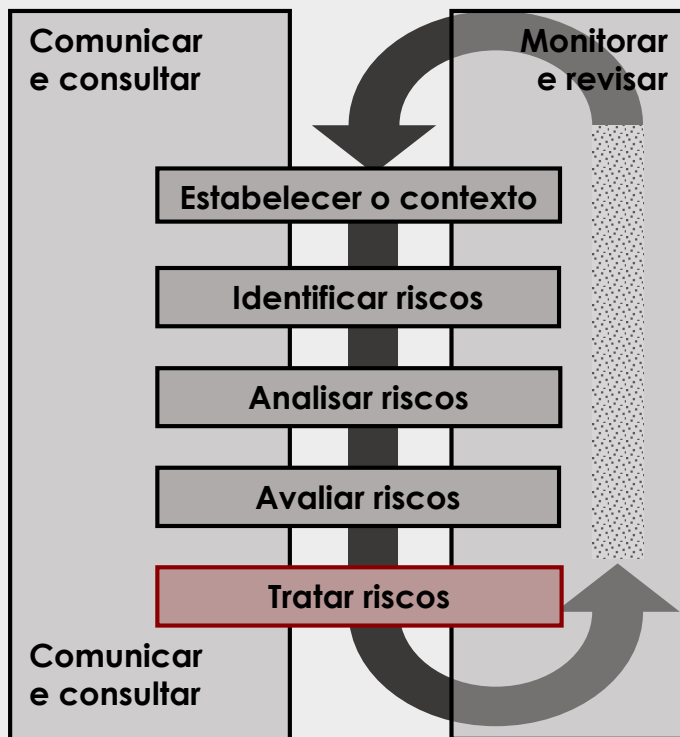 Comunicar
e consultar
Monitorar
e revisar
Estabelecer o contexto
Identificar riscos
Analisar riscos
Avaliar riscos
Tratar riscos
Comunicar
e consultar